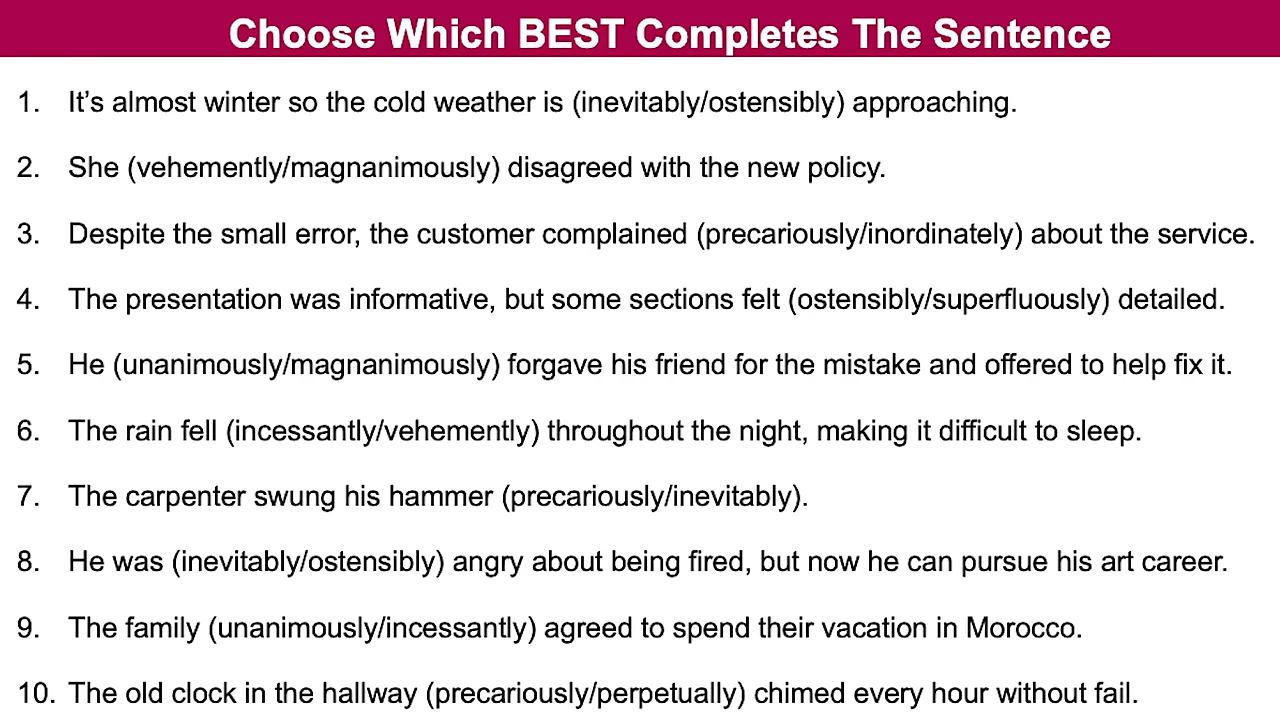 Choose Which BEST Completes The Sentence
1. It's almost winter so the cold weather is (inevitably/ostensibly) approaching.
2. She (vehemently/magnanimously) disagreed with the new policy.
3. Despite the small error, the customer complained (precariously/inordinately) about the service.
4. The presentation was informative, but some sections felt (ostensibly/superfluously) detailed.
5. He (unanimously/magnanimously) forgave his friend for the mistake and offered to help fix it.
6. The rain fell (incessantly/vehemently) throughout the night, making it difficult to sleep.
7. The carpenter swung his hammer (precariously/inevitably).
8. He was (inevitably/ostensibly) angry about being fired, but now he can pursue his art career.
9. The family (unanimously/incessantly) agreed to spend their vacation in Morocco.
10. The old clock in the hallway (precariously/perpetually) chimed every hour without fail.